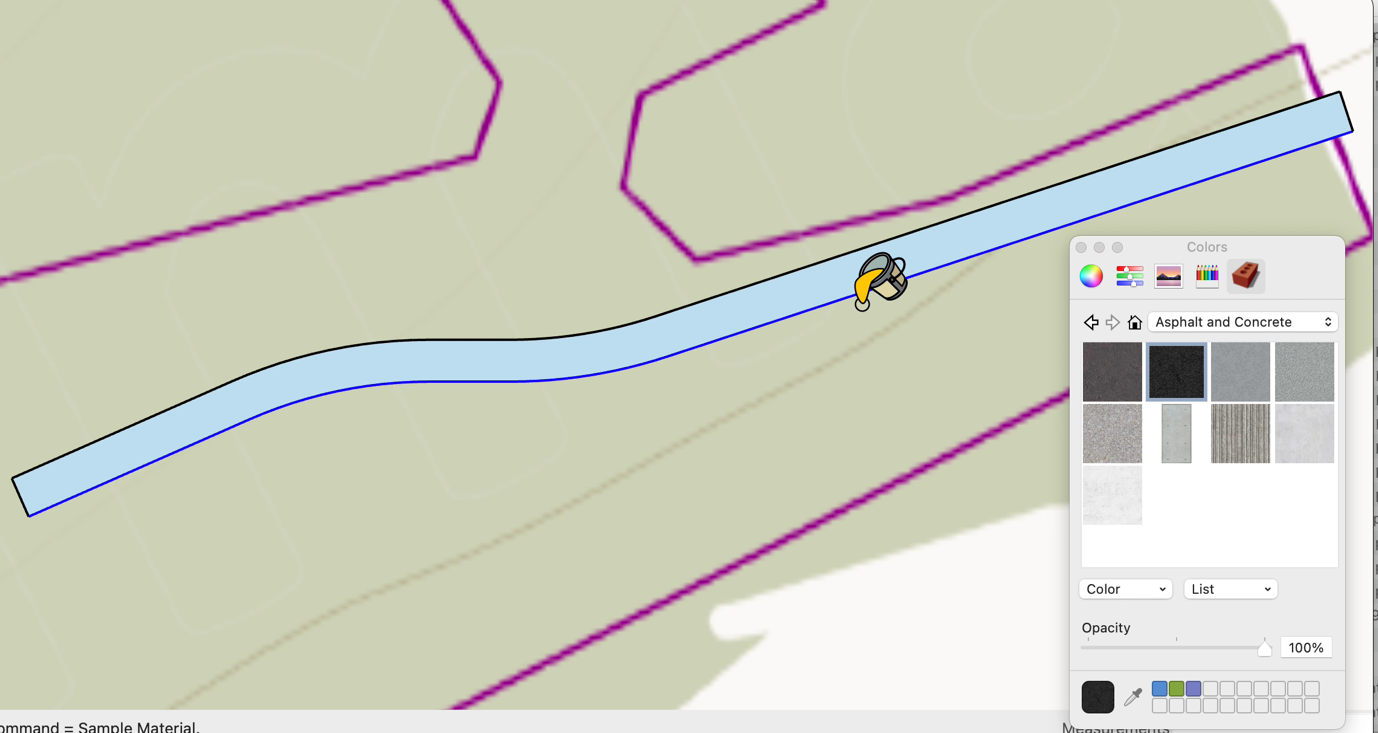 Colors
Asphalt and Concrete
Color
List
Opacity
100%
ommand = Sample Material.
Measurements